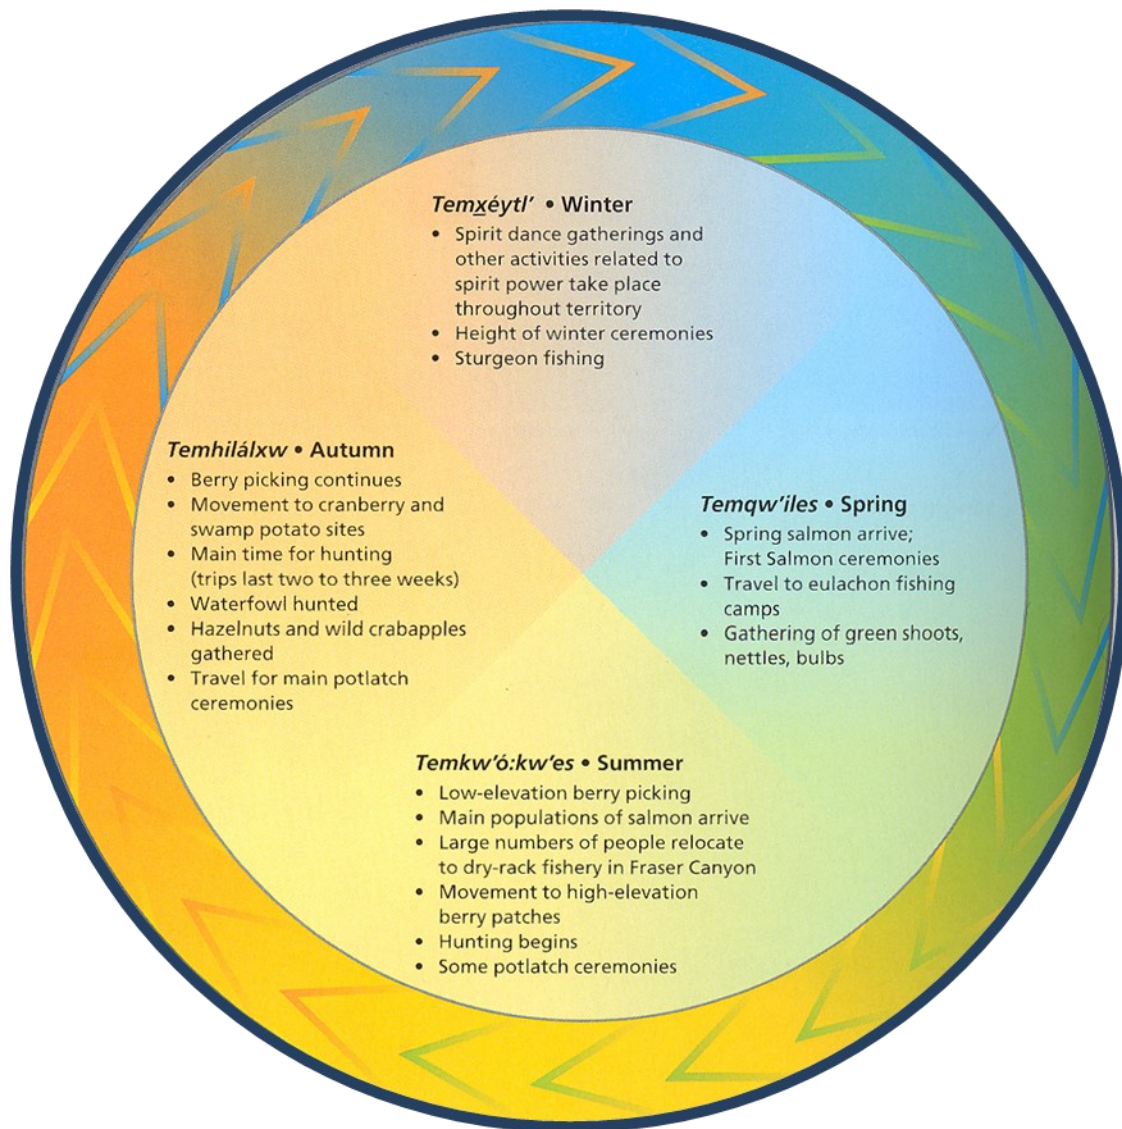 Temx̲éytl’ • Winter
• Spirit dance gatherings and
other activities related to
spirit power take place
throughout territory
• Height of winter ceremonies
• Sturgeon fishing
Temqw’iles • Spring
• Spring salmon arrive;
First Salmon ceremonies
• Travel to eulachon fishing
camps
• Gathering of green shoots,
nettles, bulbs
Temkw’ó:kw’es • Summer
• Low-elevation berry picking
• Main populations of salmon arrive
• Large numbers of people relocate
to dry-rack fishery in Fraser Canyon
• Movement to high-elevation
berry patches
• Hunting begins
• Some potlatch ceremonies
Temhilálxw • Autumn
• Berry picking continues
• Movement to cranberry and
swamp potato sites
• Main time for hunting
(trips last two to three weeks)
• Waterfowl hunted
• Hazelnuts and wild crabapples
gathered
• Travel for main potlatch
ceremonies